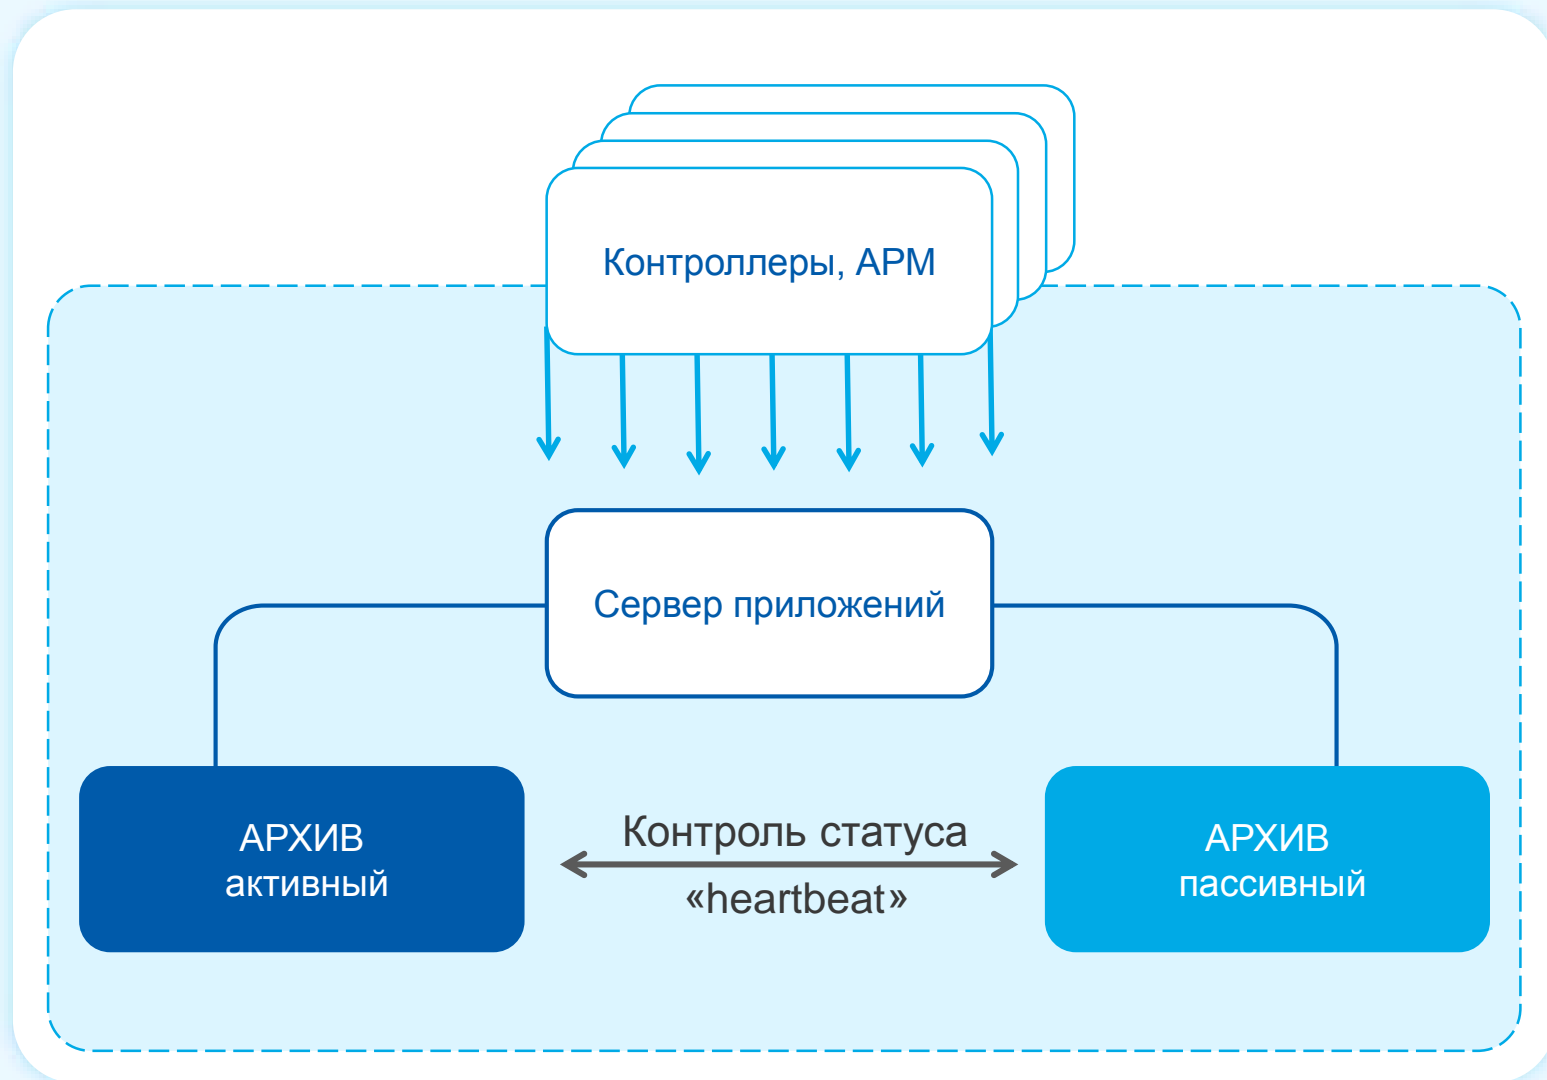 Контроллеры, АРМ
Сервер приложений
АРХИВ
активный
Контроль статуса
«heartbeat»
АРХИВ
пассивный